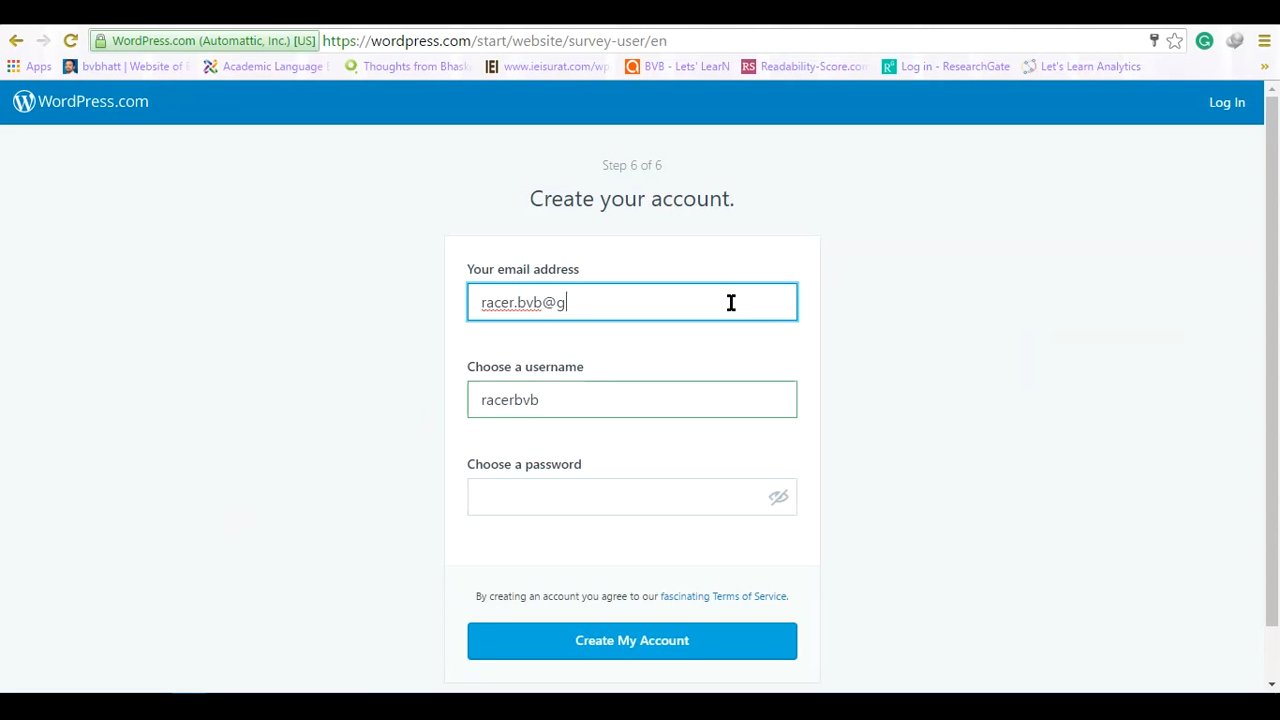 WordPress.com (Automattic, Inc.) [US] https://wordpress.com/start/website/survey-user/en
Apps bvbhatt | Website of Academic Language Thoughts from Bhask IEI www.ieisurat.com/wp BVB - Lets' LearN RS Readability-Score.com Log in - ResearchGate Let's Learn Analytics »
WordPress.com Log In
Step 6 of 6
Create your account.
Your email address
racer.bvb@g
Choose a username
racerbvb
Choose a password
By creating an account you agree to our fascinating Terms of Service.
Create My Account